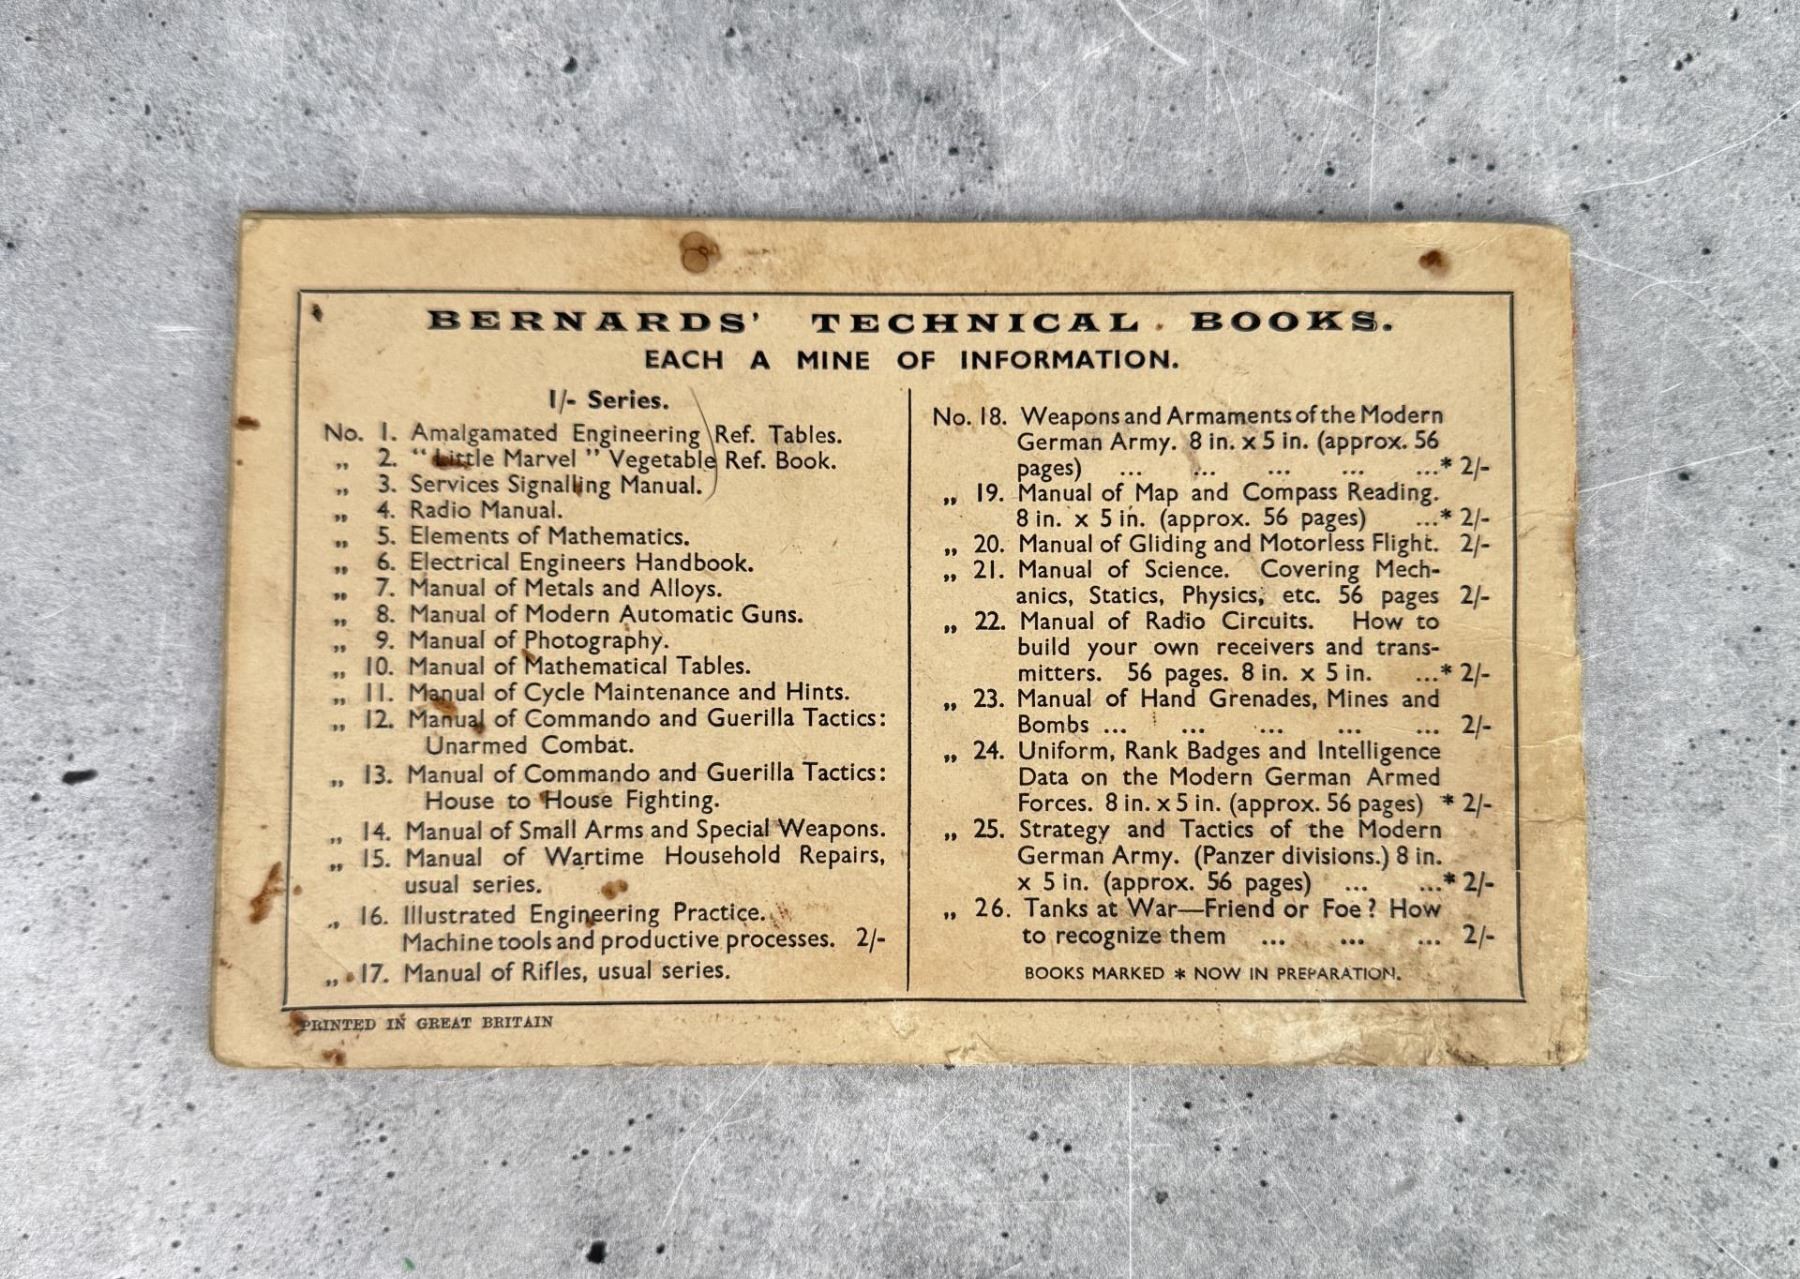 BERNARDS' TECHNICAL BOOKS.
EACH A MINE OF INFORMATION.
1/- Series.
No. 1. Amalgamated Engineering Ref. Tables.
„ 2. "Little Marvel" Vegetable Ref. Book.
„ 3. Services Signalling Manual.
„ 4. Radio Manual.
„ 5. Elements of Mathematics.
„ 6. Electrical Engineers Handbook.
„ 7. Manual of Metals and Alloys.
„ 8. Manual of Modern Automatic Guns.
„ 9. Manual of Photography.
„ 10. Manual of Mathematical Tables.
„ 11. Manual of Cycle Maintenance and Hints.
„ 12. Manual of Commando and Guerilla Tactics:
Unarmed Combat.
„ 13. Manual of Commando and Guerilla Tactics:
House to House Fighting.
„ 14. Manual of Small Arms and Special Weapons.
„ 15. Manual of Wartime Household Repairs,
usual series.
„ 16. Illustrated Engineering Practice.
Machine tools and productive processes. 2/-
„ 17. Manual of Rifles, usual series.
No. 18. Weapons and Armaments of the Modern
German Army. 8 in. x 5 in. (approx. 56
pages) ... ... ... ... ...* 2/-
„ 19. Manual of Map and Compass Reading.
8 in. x 5 in. (approx. 56 pages) ...* 2/-
„ 20. Manual of Gliding and Motorless Flight. 2/-
„ 21. Manual of Science. Covering Mech-
anics, Statics, Physics, etc. 56 pages 2/-
„ 22. Manual of Radio Circuits. How to
build your own receivers and trans-
mitters. 56 pages. 8 in. x 5 in. ...* 2/-
„ 23. Manual of Hand Grenades, Mines and
Bombs ... ... ... ... ... 2/-
„ 24. Uniform, Rank Badges and Intelligence
Data on the Modern German Armed
Forces. 8 in. x 5 in. (approx. 56 pages) * 2/-
„ 25. Strategy and Tactics of the Modern
German Army. (Panzer divisions.) 8 in.
x 5 in. (approx. 56 pages) ... ...* 2/-
„ 26. Tanks at War—Friend or Foe? How
to recognize them ... ... ... 2/-
BOOKS MARKED * NOW IN PREPARATION.
PRINTED IN GREAT BRITAIN